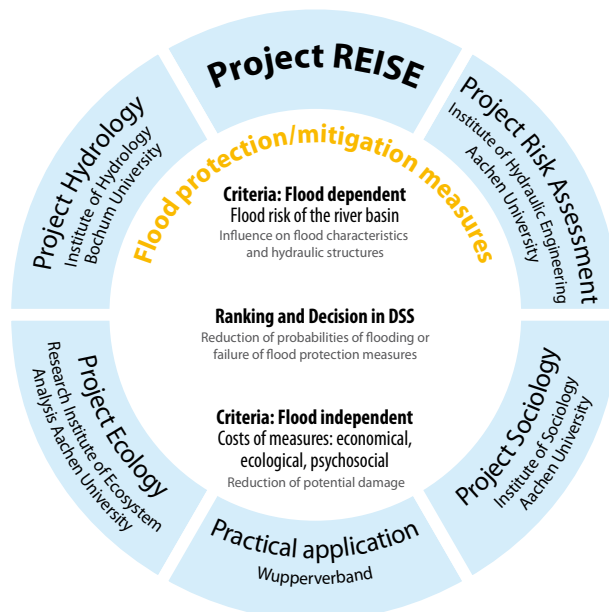 Project REISE
Project Hydrology
Institute of Hydrology
Bochum University
Project Risk Assessment
Institute of Hydraulic Engineering
Aachen University
Flood protection/mitigation measures
Criteria: Flood dependent
Flood risk of the river basin
Influence on flood characteristics
and hydraulic structures
Ranking and Decision in DSS
Reduction of probabilities of flooding or
failure of flood protection measures
Criteria: Flood independent
Costs of measures: economical,
ecological, psychosocial
Reduction of potential damage
Project Ecology
Research Institute of Ecosystem
Analysis Aachen University
Project Sociology
Institute of Sociology
Aachen University
Practical application
Wupperverband